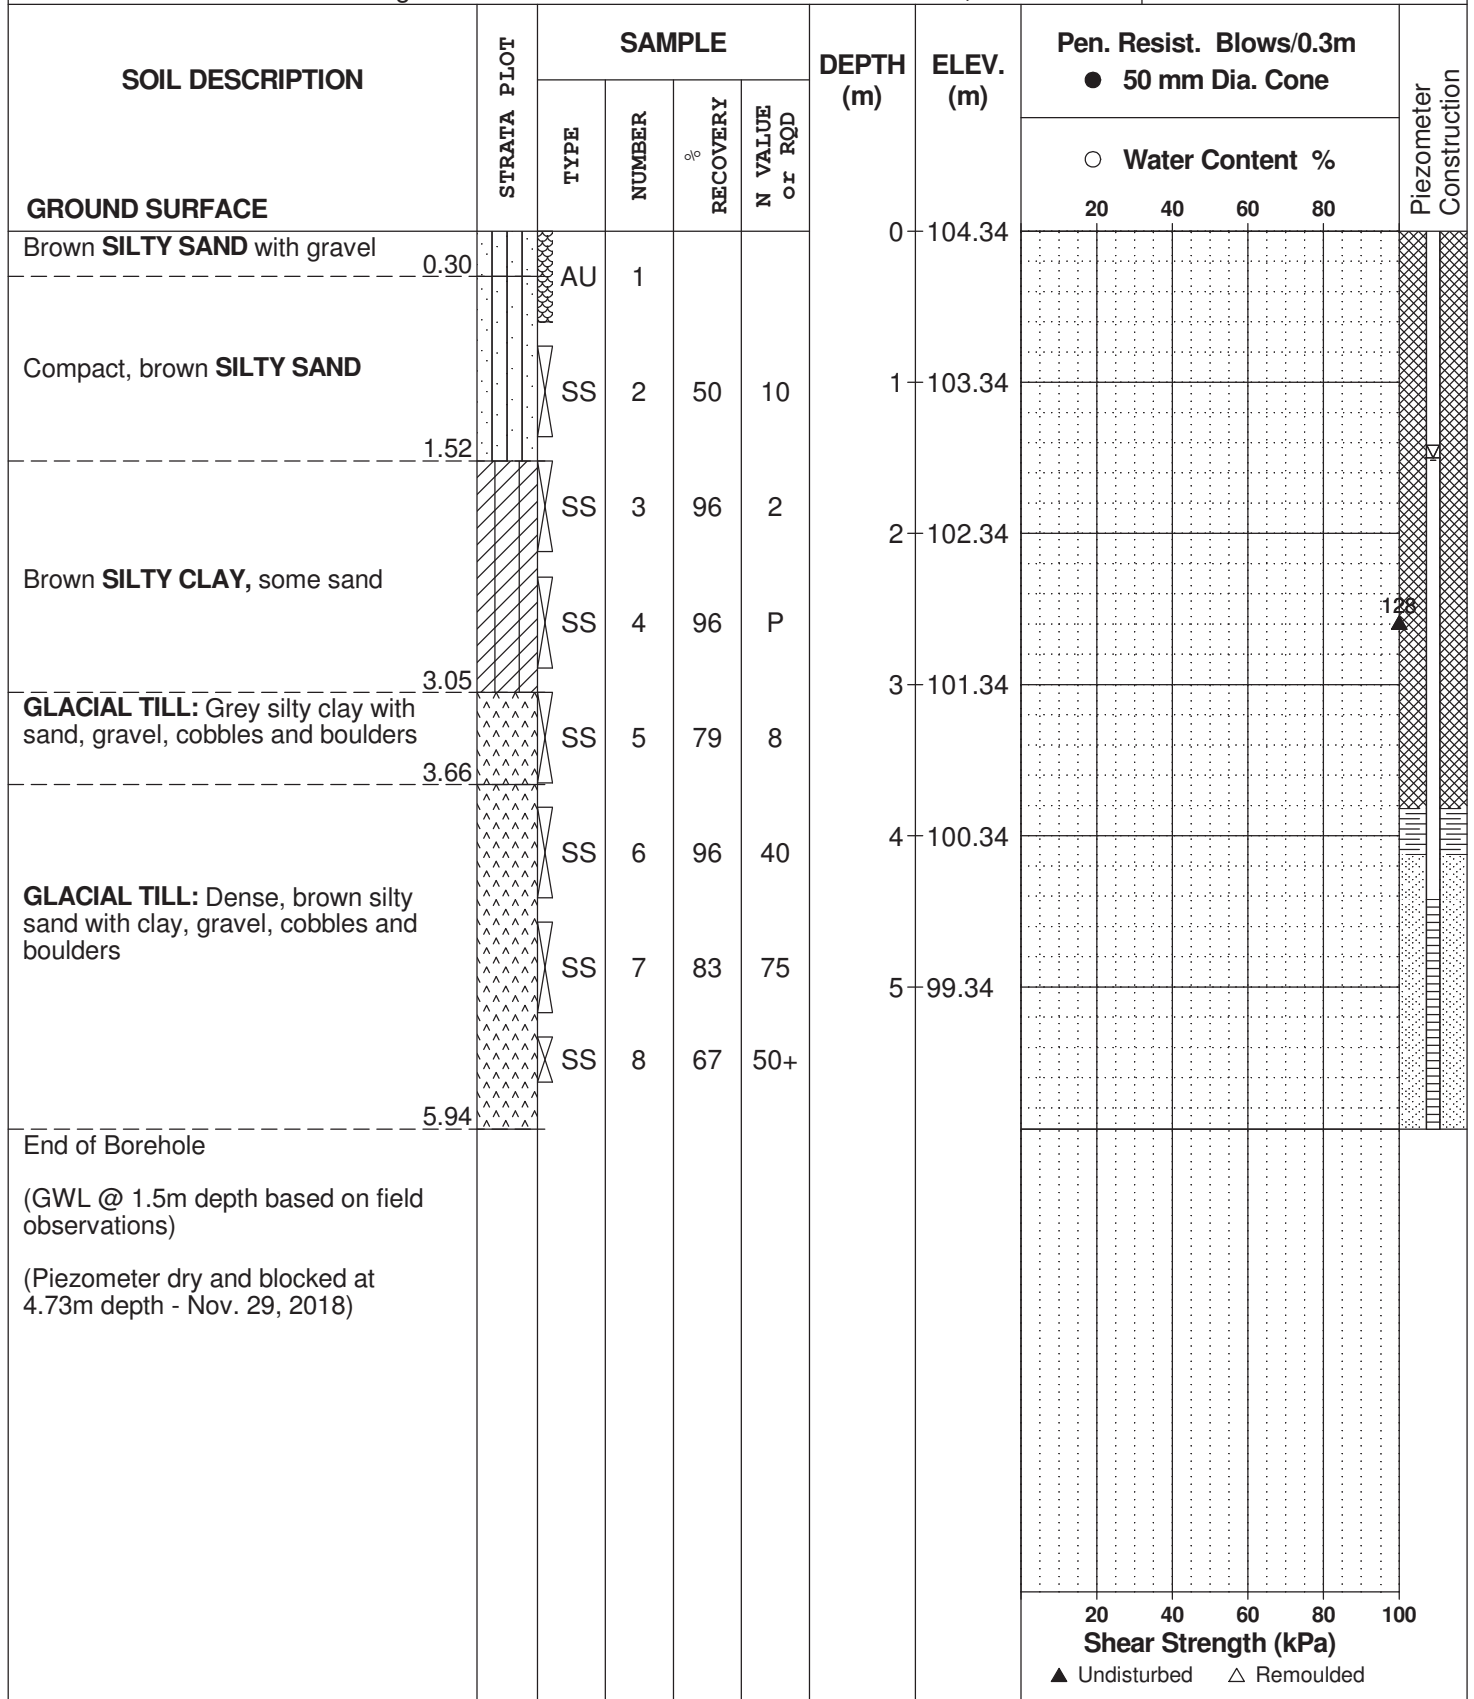 SOIL DESCRIPTION
GROUND SURFACE
STRATA PLOT
SAMPLE
TYPE
NUMBER
%
RECOVERY
N VALUE
or RQD
DEPTH
(m)
ELEV.
(m)
Pen. Resist. Blows/0.3m
● 50 mm Dia. Cone
○ Water Content %
20 40 60 80
Piezometer
Construction
0 104.34
Brown SILTY SAND with gravel
0.30
AU 1
Compact, brown SILTY SAND
SS 2 50 10
1 103.34
1.52
SS 3 96 2
2 102.34
Brown SILTY CLAY, some sand
SS 4 96 P
128
3.05
3 101.34
GLACIAL TILL: Grey silty clay with
sand, gravel, cobbles and boulders
SS 5 79 8
3.66
4 100.34
SS 6 96 40
GLACIAL TILL: Dense, brown silty
sand with clay, gravel, cobbles and
boulders
SS 7 83 75
5 99.34
SS 8 67 50+
5.94
End of Borehole
(GWL @ 1.5m depth based on field
observations)
(Piezometer dry and blocked at
4.73m depth - Nov. 29, 2018)
20 40 60 80 100
Shear Strength (kPa)
▲ Undisturbed △ Remoulded